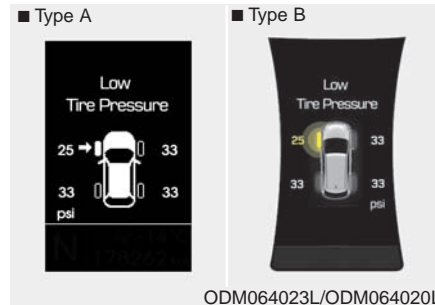 ■ Type A
■ Type B
Low
Tire Pressure
25
33
33
33
psi
Low
Tire Pressure
25
33
33
33
psi
ODM064023L/ODM064020L